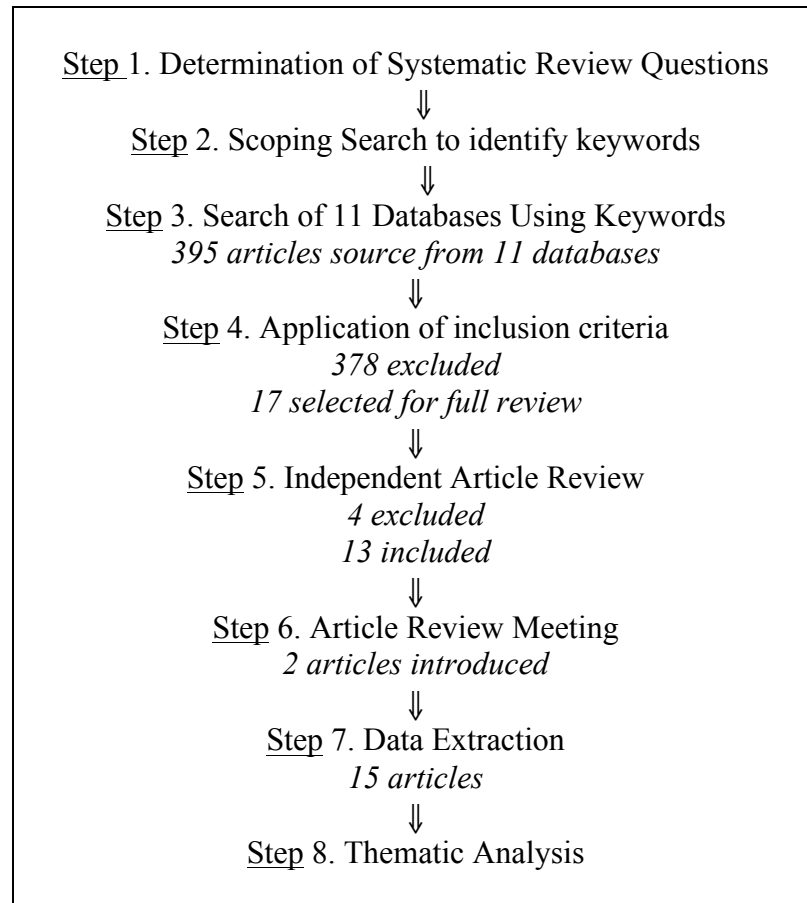 Step 1. Determination of Systematic Review Questions
⇓
Step 2. Scoping Search to identify keywords
⇓
Step 3. Search of 11 Databases Using Keywords
395 articles source from 11 databases
⇓
Step 4. Application of inclusion criteria
378 excluded
17 selected for full review
⇓
Step 5. Independent Article Review
4 excluded
13 included
⇓
Step 6. Article Review Meeting
2 articles introduced
⇓
Step 7. Data Extraction
15 articles
⇓
Step 8. Thematic Analysis